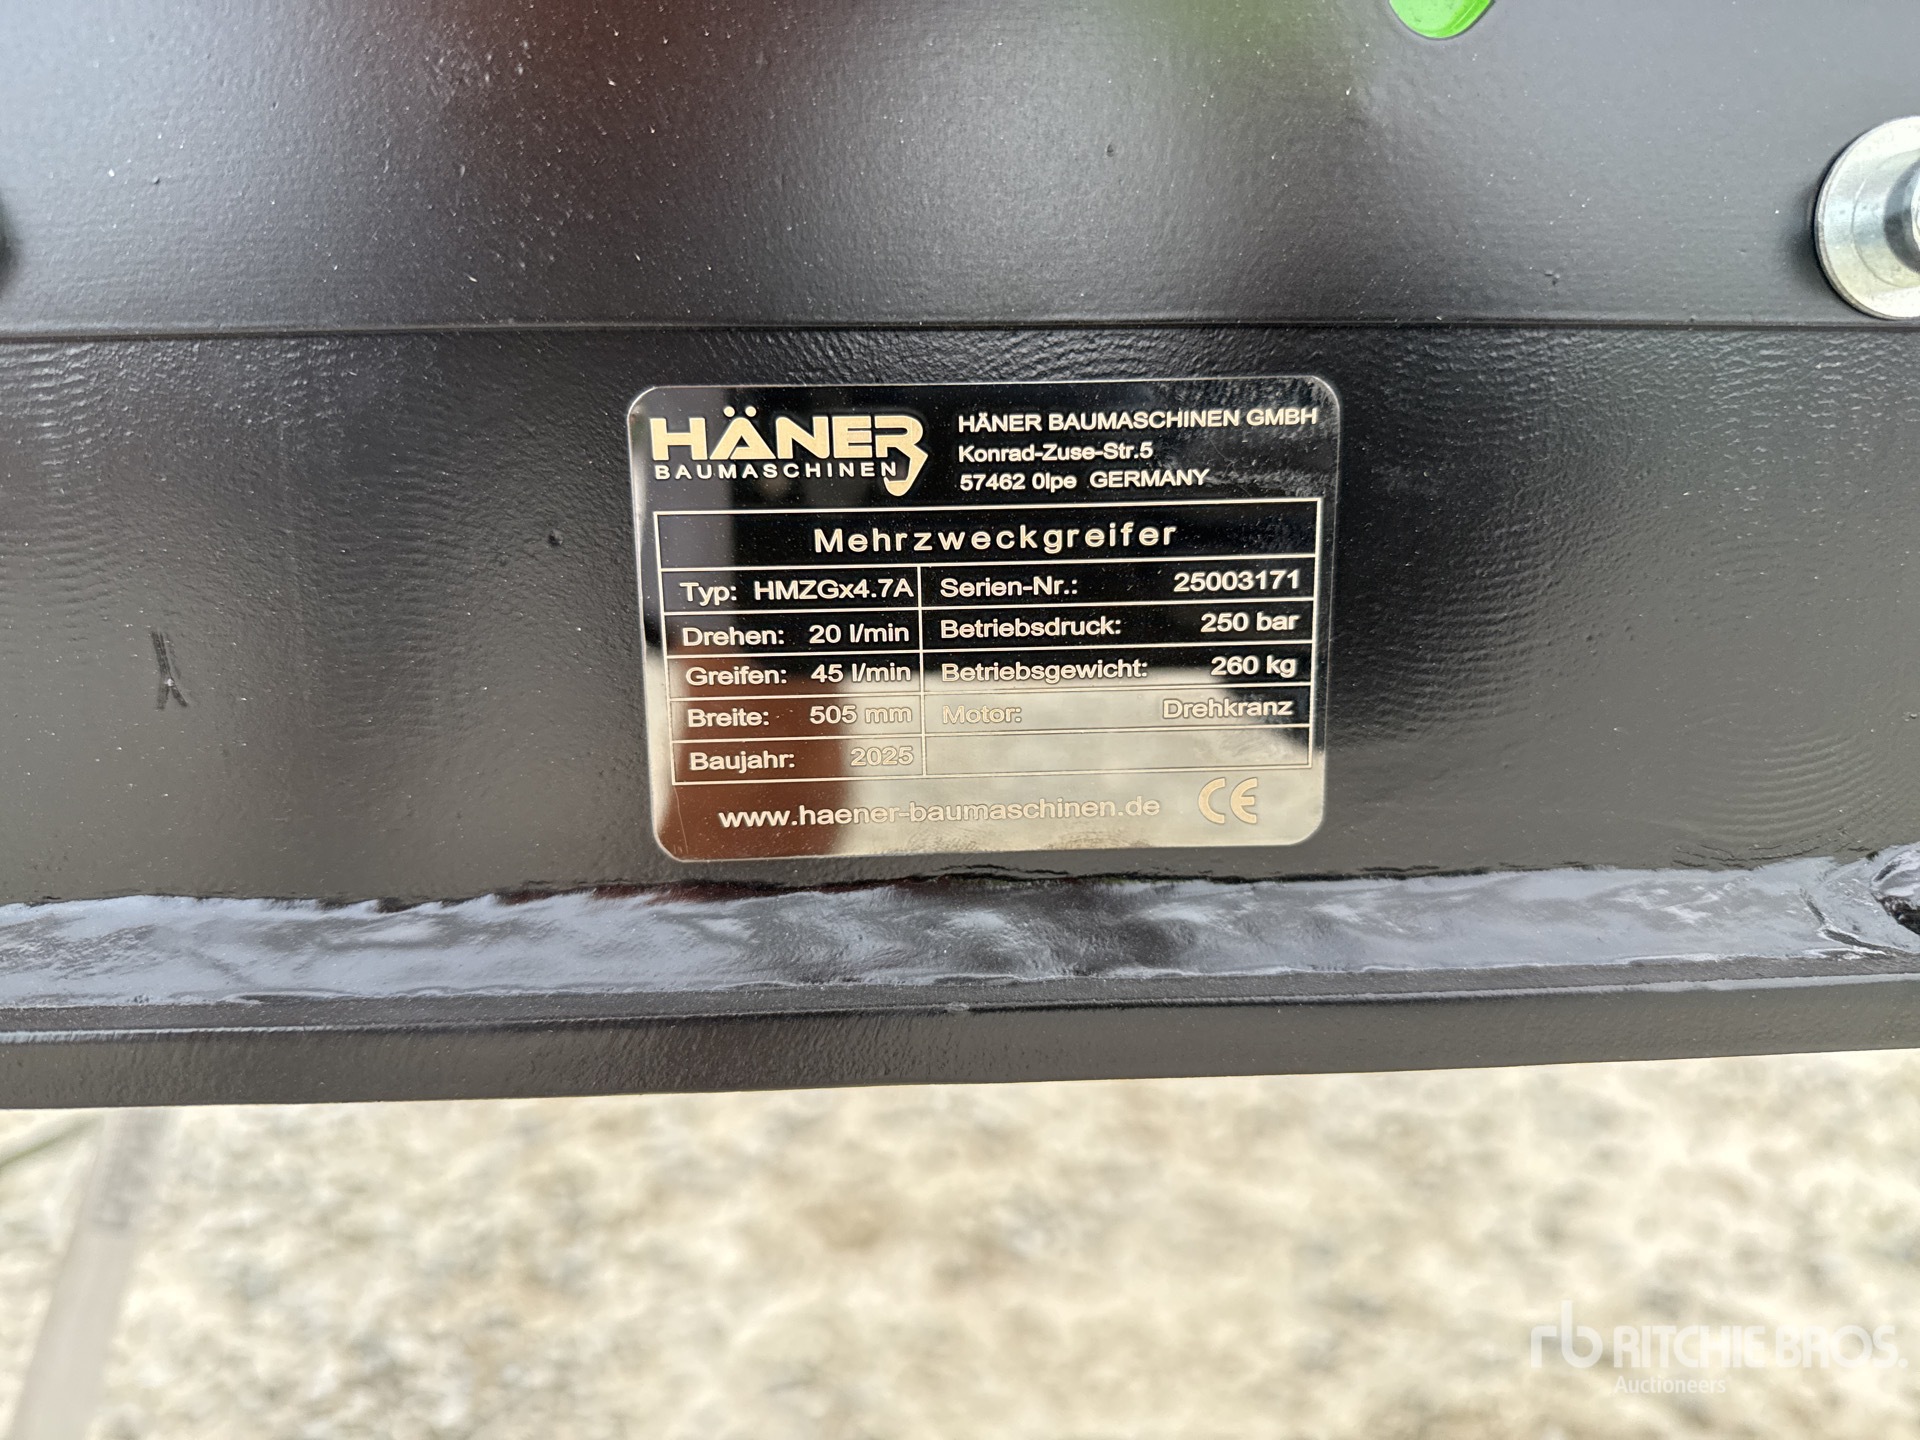 HÄNER
BAUMASCHINEN
HÄNER BAUMASCHINEN GMBH
Konrad-Zuse-Str.5
57462 Olpe GERMANY
Mehrzweckgreifer
Typ: HMZGx4.7A
Serien-Nr.: 25003171
Drehen: 20 l/min
Betriebsdruck: 250 bar
Greifen: 45 l/min
Betriebsgewicht: 260 kg
Breite: 505 mm
Motor: Drehkranz
Baujahr: 2025
www.haener-baumaschinen.de CE
rb RITCHIE BROS.
Auctioneers